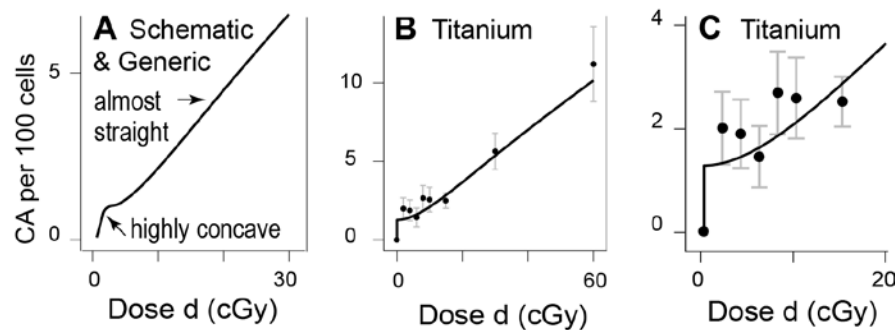 CA per 100 cells
A Schematic
& Generic
almost
straight
highly concave
5
0
0
30
Dose d (cGy)
B Titanium
10
5
0
0
60
Dose d (cGy)
C Titanium
4
2
0
0
20
Dose d (cGy)